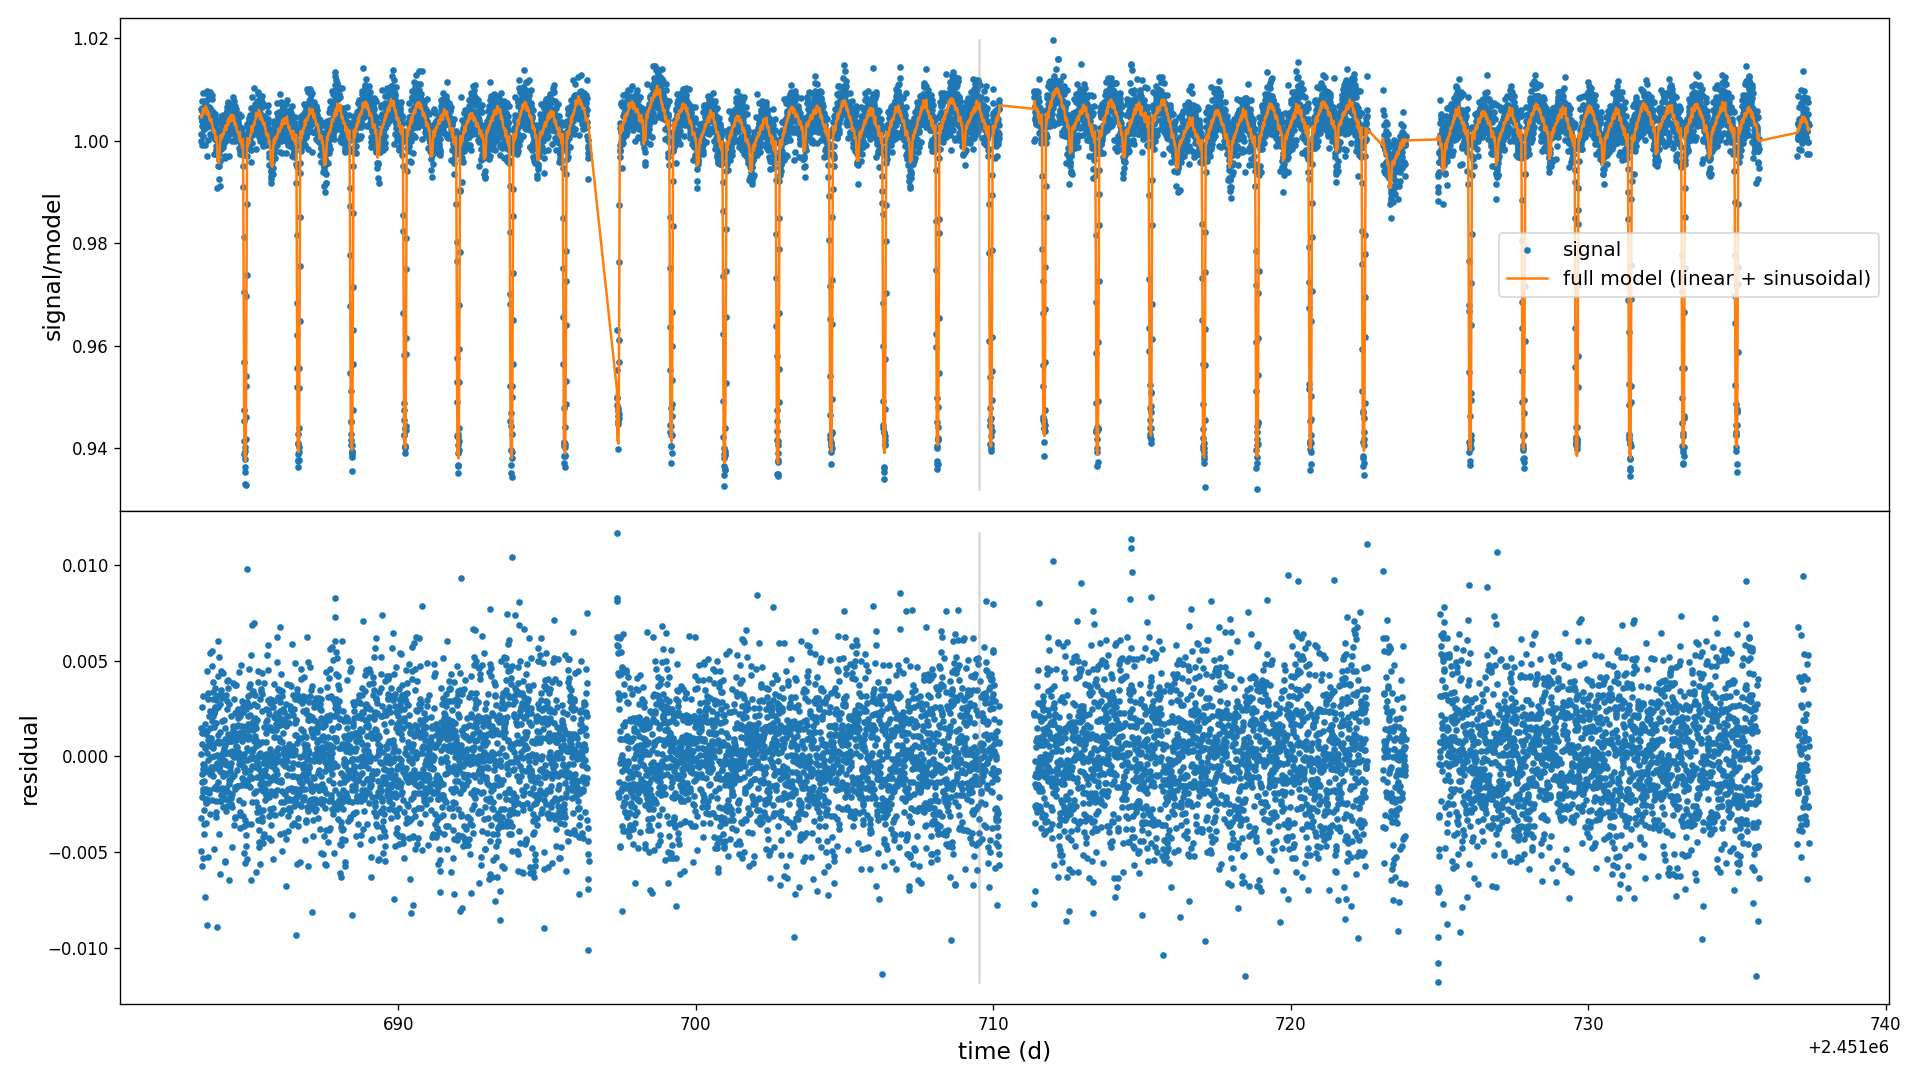 1.02
1.00
0.98
0.96
0.94
signal/model
signal
full model (linear + sinusoidal)
0.010
0.005
0.000
−0.005
−0.010
residual
690
700
710
720
730
740
time (d)
+2.451e6